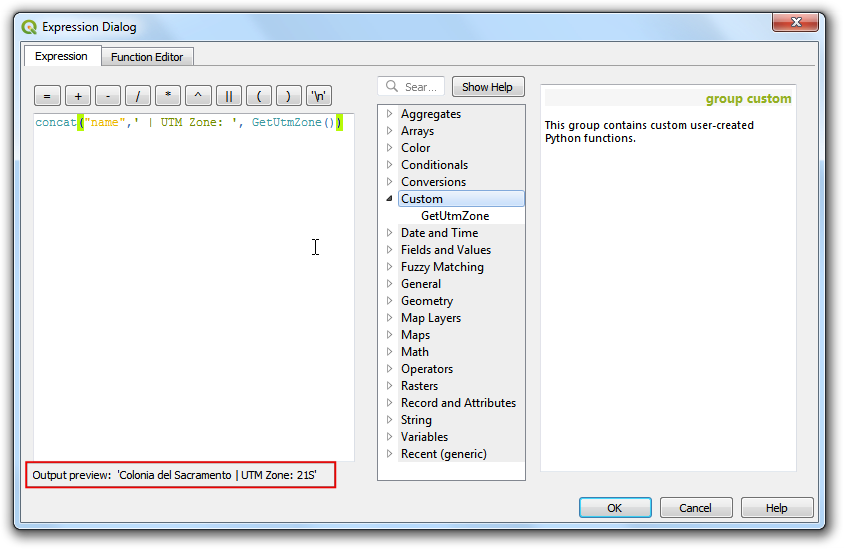 Expression Dialog
Expression
Function Editor
= + - / * ^ || ( ) '\n'
concat("name",' | UTM Zone: ', GetUtmZone())
Output preview: 'Colonia del Sacramento | UTM Zone: 21S'
Sear...
Show Help
Aggregates
Arrays
Color
Conditionals
Conversions
Custom
GetUtmZone
Date and Time
Fields and Values
Fuzzy Matching
General
Geometry
Map Layers
Maps
Math
Operators
Rasters
Record and Attributes
String
Variables
Recent (generic)
group custom
This group contains custom user-created
Python functions.
OK
Cancel
Help